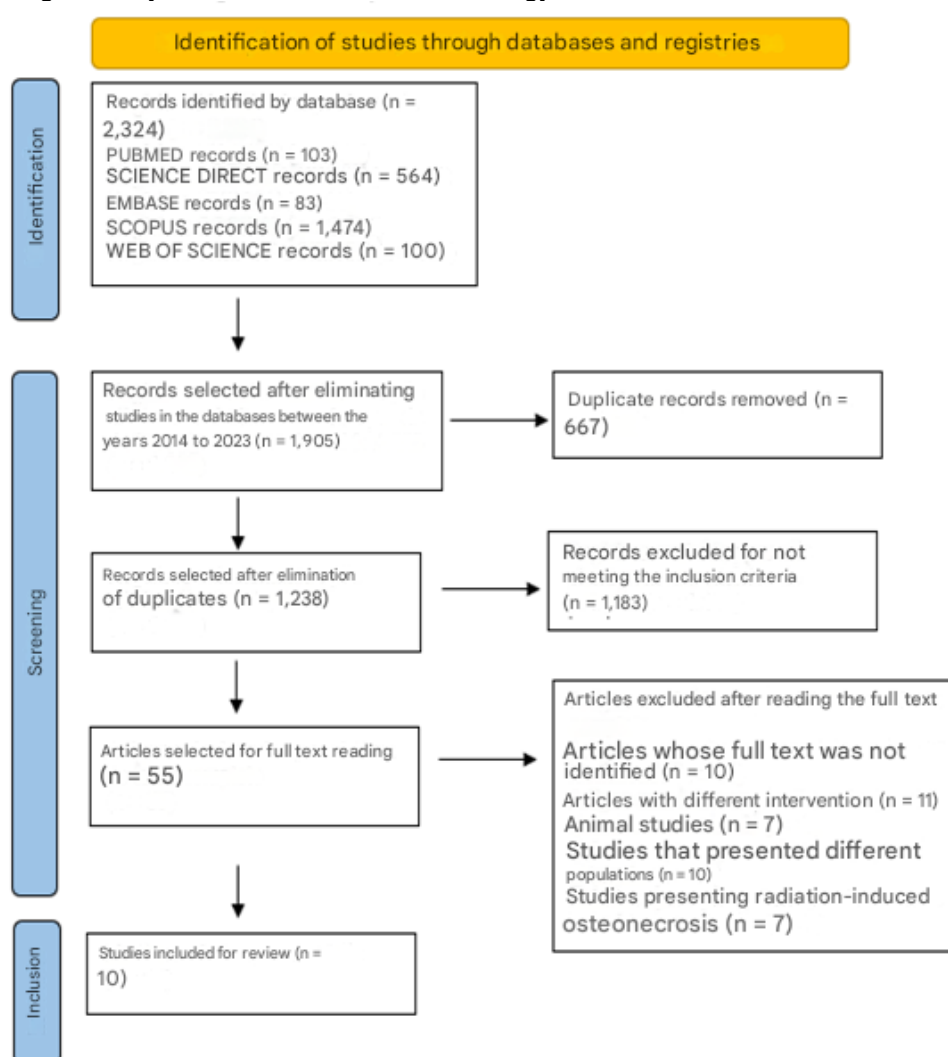 Identification of studies through databases and registries
Identification
Records identified by database (n =
2,324)
PUBMED records (n = 103)
SCIENCE DIRECT records (n = 564)
EMBASE records (n = 83)
SCOPUS records (n = 1,474)
WEB OF SCIENCE records (n = 100)
Screening
Records selected after eliminating
studies in the databases between the
years 2014 to 2023 (n = 1,905)
Duplicate records removed (n =
667)
Records selected after elimination
of duplicates (n = 1,238)
Records excluded for not
meeting the inclusion criteria
(n = 1,183)
Articles selected for full text reading
(n = 55)
Articles excluded after reading the full text
Articles whose full text was not
identified (n = 10)
Articles with different intervention (n = 11)
Animal studies (n = 7)
Studies that presented different
populations (n = 10)
Studies presenting radiation-induced
osteonecrosis (n = 7)
Inclusion
Studies included for review (n =
10)